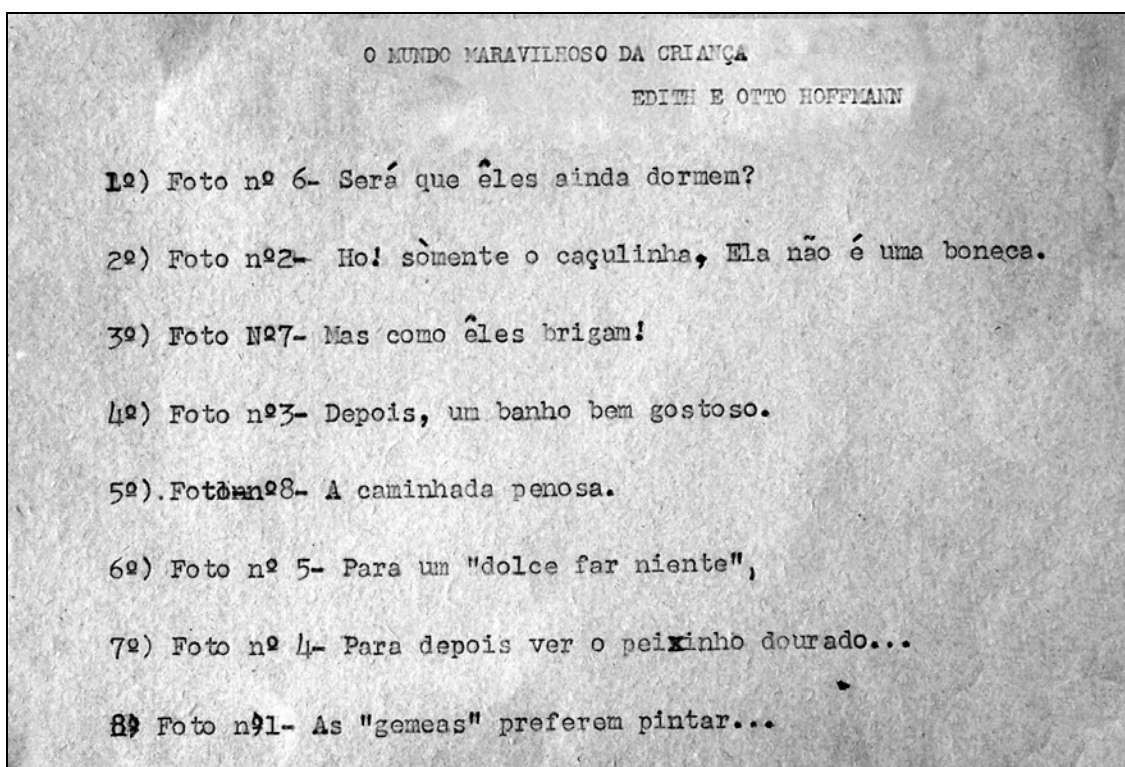 O MUNDO MARAVILHOSO DA CRIANÇA
EDITH E OTTO HOFFMANN
1º) Foto nº 6- Será que êles ainda dormem?
2º) Foto nº2- Ho! sòmente o caçulinha, Ela não é uma boneca.
3º) Foto Nº7- Mas como êles brigam!
4º) Foto nº3- Depois, um banho bem gostoso.
5º). Foto nº8- A caminhada penosa.
6º) Foto nº 5- Para um "dolce far niente",
7º) Foto nº 4- Para depois ver o peixinho dourado...
8) Foto nº1- As "gemeas" preferem pintar...